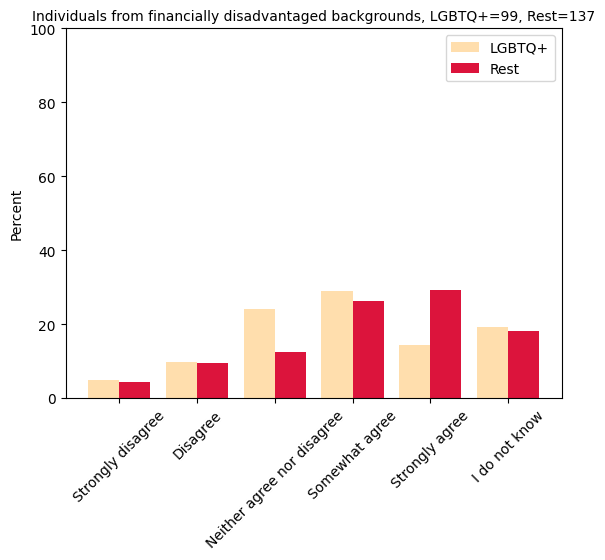 Individuals from financially disadvantaged backgrounds, LGBTQ+=99, Rest=137
100
80
60
40
20
0
Percent
LGBTQ+
Rest
Strongly disagree
Disagree
Neither agree nor disagree
Somewhat agree
Strongly agree
I do not know